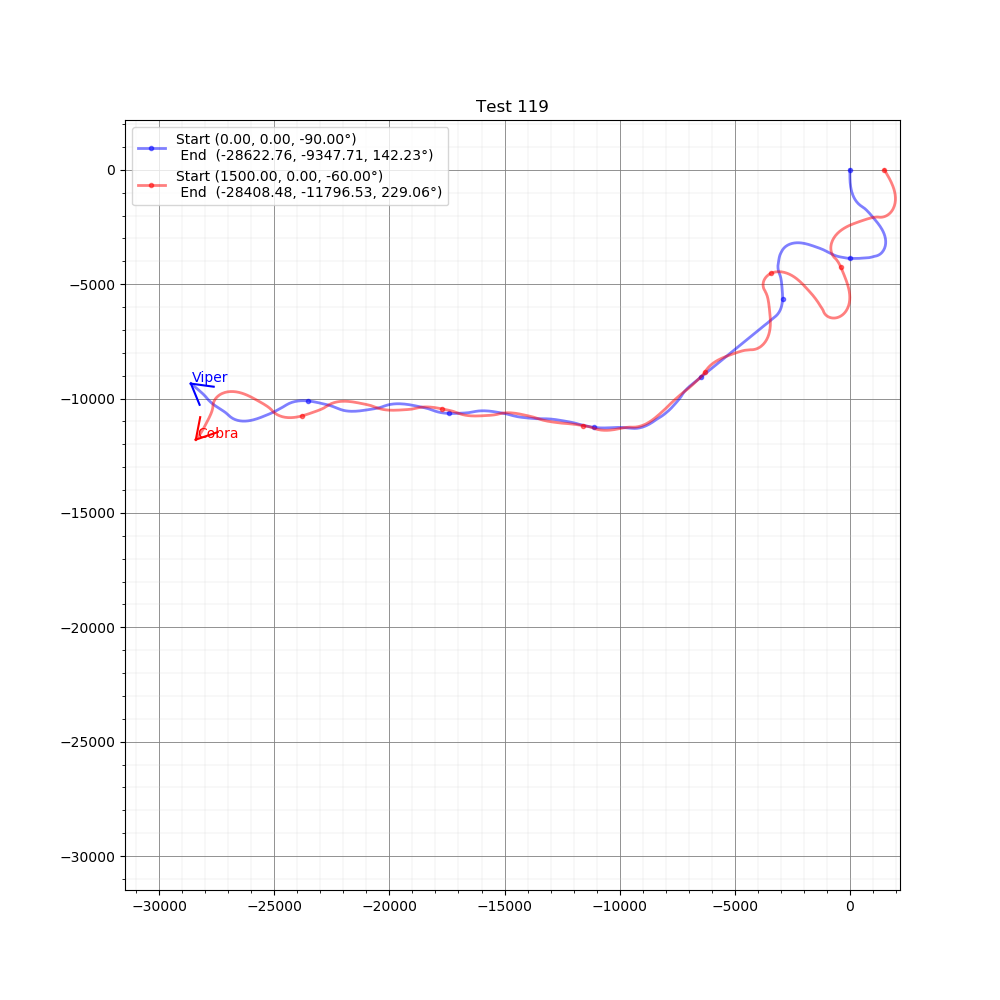 Test 119
Start (0.00, 0.00, -90.00°)
End  (-28622.76, -9347.71, 142.23°)
Start (1500.00, 0.00, -60.00°)
End  (-28408.48, -11796.53, 229.06°)
0
−5000
−10000
−15000
−20000
−25000
−30000
Viper
Cobra
−30000
−25000
−20000
−15000
−10000
−5000
0